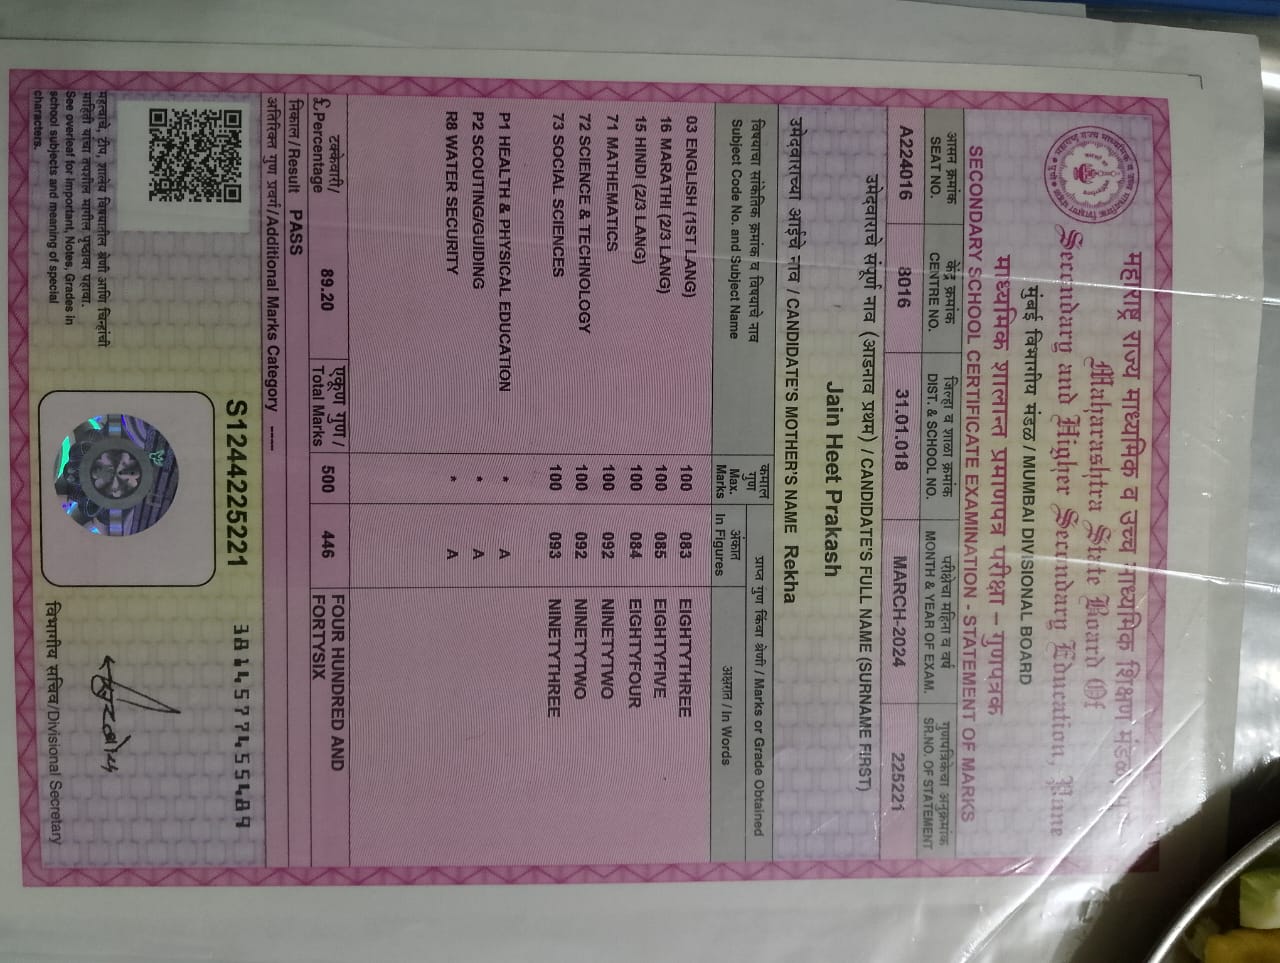 महाराष्ट्र राज्य माध्यमिक व उच्च माध्यमिक शिक्षण मंडळ,
Maharashtra State Board Of
Secondary and Higher Secondary Education, Pune
मुंबई विभागीय मंडळ / MUMBAI DIVISIONAL BOARD
माध्यमिक शालान्त प्रमाणपत्र परीक्षा – गुणपत्रक
SECONDARY SCHOOL CERTIFICATE EXAMINATION - STATEMENT OF MARKS
आसन क्रमांक SEAT NO. केंद्र क्रमांक CENTRE NO. जिल्हा व शाळा क्रमांक DIST. & SCHOOL NO. परीक्षेचा महिना व वर्ष MONTH & YEAR OF EXAM. गुणपत्रिकेचा अनुक्रमांक SR.NO. OF STATEMENT
A224016 8016 31.01.018 MARCH-2024 225221
उमेदवाराचे संपूर्ण नाव (आडनाव प्रथम) / CANDIDATE'S FULL NAME (SURNAME FIRST)
Jain Heet Prakash
उमेदवाराच्या आईचे नाव / CANDIDATE'S MOTHER'S NAME Rekha
विषयाचा सांकेतिक क्रमांक व विषयाचे नाव
Subject Code No. and Subject Name
कमाल गुण Max. Marks
प्राप्त गुण किंवा श्रेणी / Marks or Grade Obtained
अंकात In Figures
अक्षरात / In Words
03 ENGLISH (1ST LANG) 100 083 EIGHTYTHREE
16 MARATHI (2/3 LANG) 100 085 EIGHTYFIVE
15 HINDI (2/3 LANG) 100 084 EIGHTYFOUR
71 MATHEMATICS 100 092 NINETYTWO
72 SCIENCE & TECHNOLOGY 100 092 NINETYTWO
73 SOCIAL SCIENCES 100 093 NINETYTHREE
P1 HEALTH & PHYSICAL EDUCATION * A
P2 SCOUTING/GUIDING * A
R8 WATER SECURITY * A
टक्केवारी/ £Percentage 89.20 एकूण गुण / Total Marks 500 446 FOUR HUNDRED AND FORTYSIX
निकाल / Result PASS
अतिरिक्त गुण प्रवर्ग / Additional Marks Category ----
S1244225221
381457745548९
महत्वाचे, टीप, शालेय विषयातील श्रेणी आणि चिन्हांची
माहिती यांचा तपशील मागील पृष्ठावर पहावा.
See overleaf for Important, Notes, Grades in
school subjects and meaning of special
characters.
विभागीय सचिव / Divisional Secretary